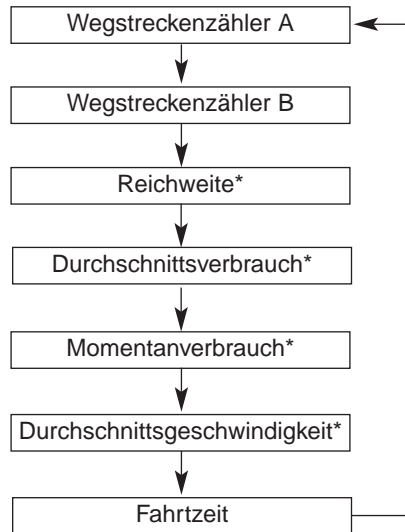 Wegstreckenzähler A
Wegstreckenzähler B
Reichweite*
Durchschnittsverbrauch*
Momentanverbrauch*
Durchschnittsgeschwindigkeit*
Fahrtzeit